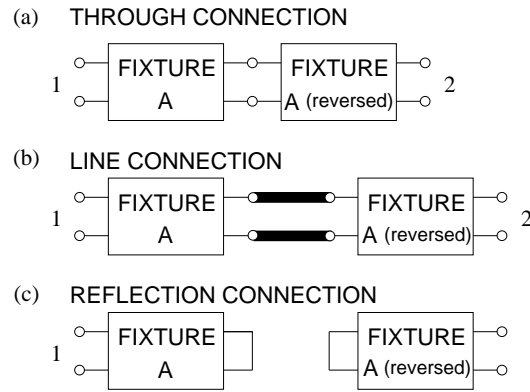 (a) THROUGH CONNECTION
FIXTURE FIXTURE
1 2
A A (reversed)
(b) LINE CONNECTION
FIXTURE FIXTURE
1 2
A A (reversed)
(c) REFLECTION CONNECTION
FIXTURE FIXTURE
1
A A (reversed)